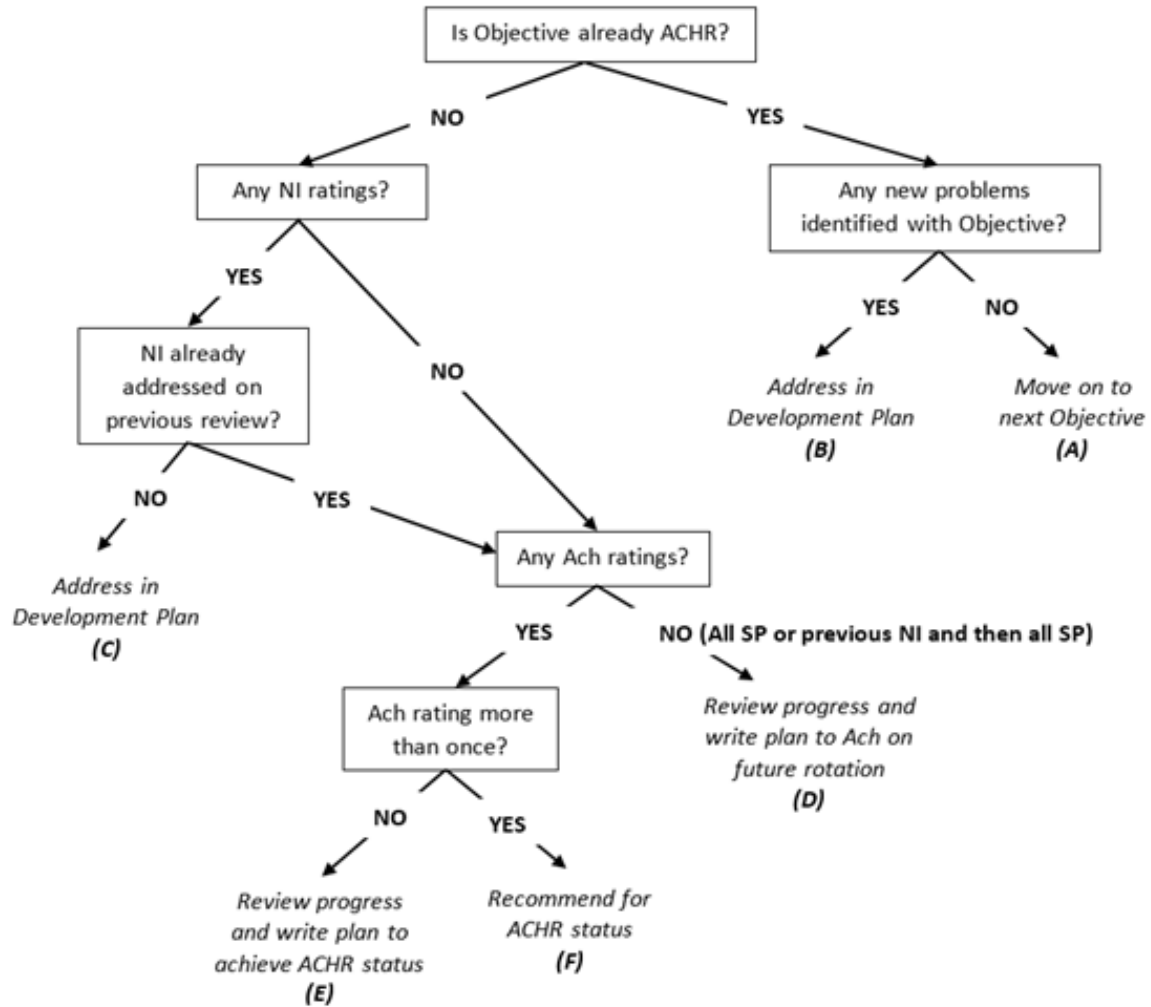 Is Objective already ACHR?
NO
YES
Any NI ratings?
Any new problems
identified with Objective?
YES
NO
YES
NO
NI already
addressed on
previous review?
Address in
Development Plan
(B)
Move on to
next Objective
(A)
NO
YES
Any Ach ratings?
Address in
Development Plan
(C)
YES
NO (All SP or previous NI and then all SP)
Ach rating more
than once?
Review progress and
write plan to Ach on
future rotation
(D)
NO
YES
Review progress
and write plan to
achieve ACHR status
(E)
Recommend for
ACHR status
(F)